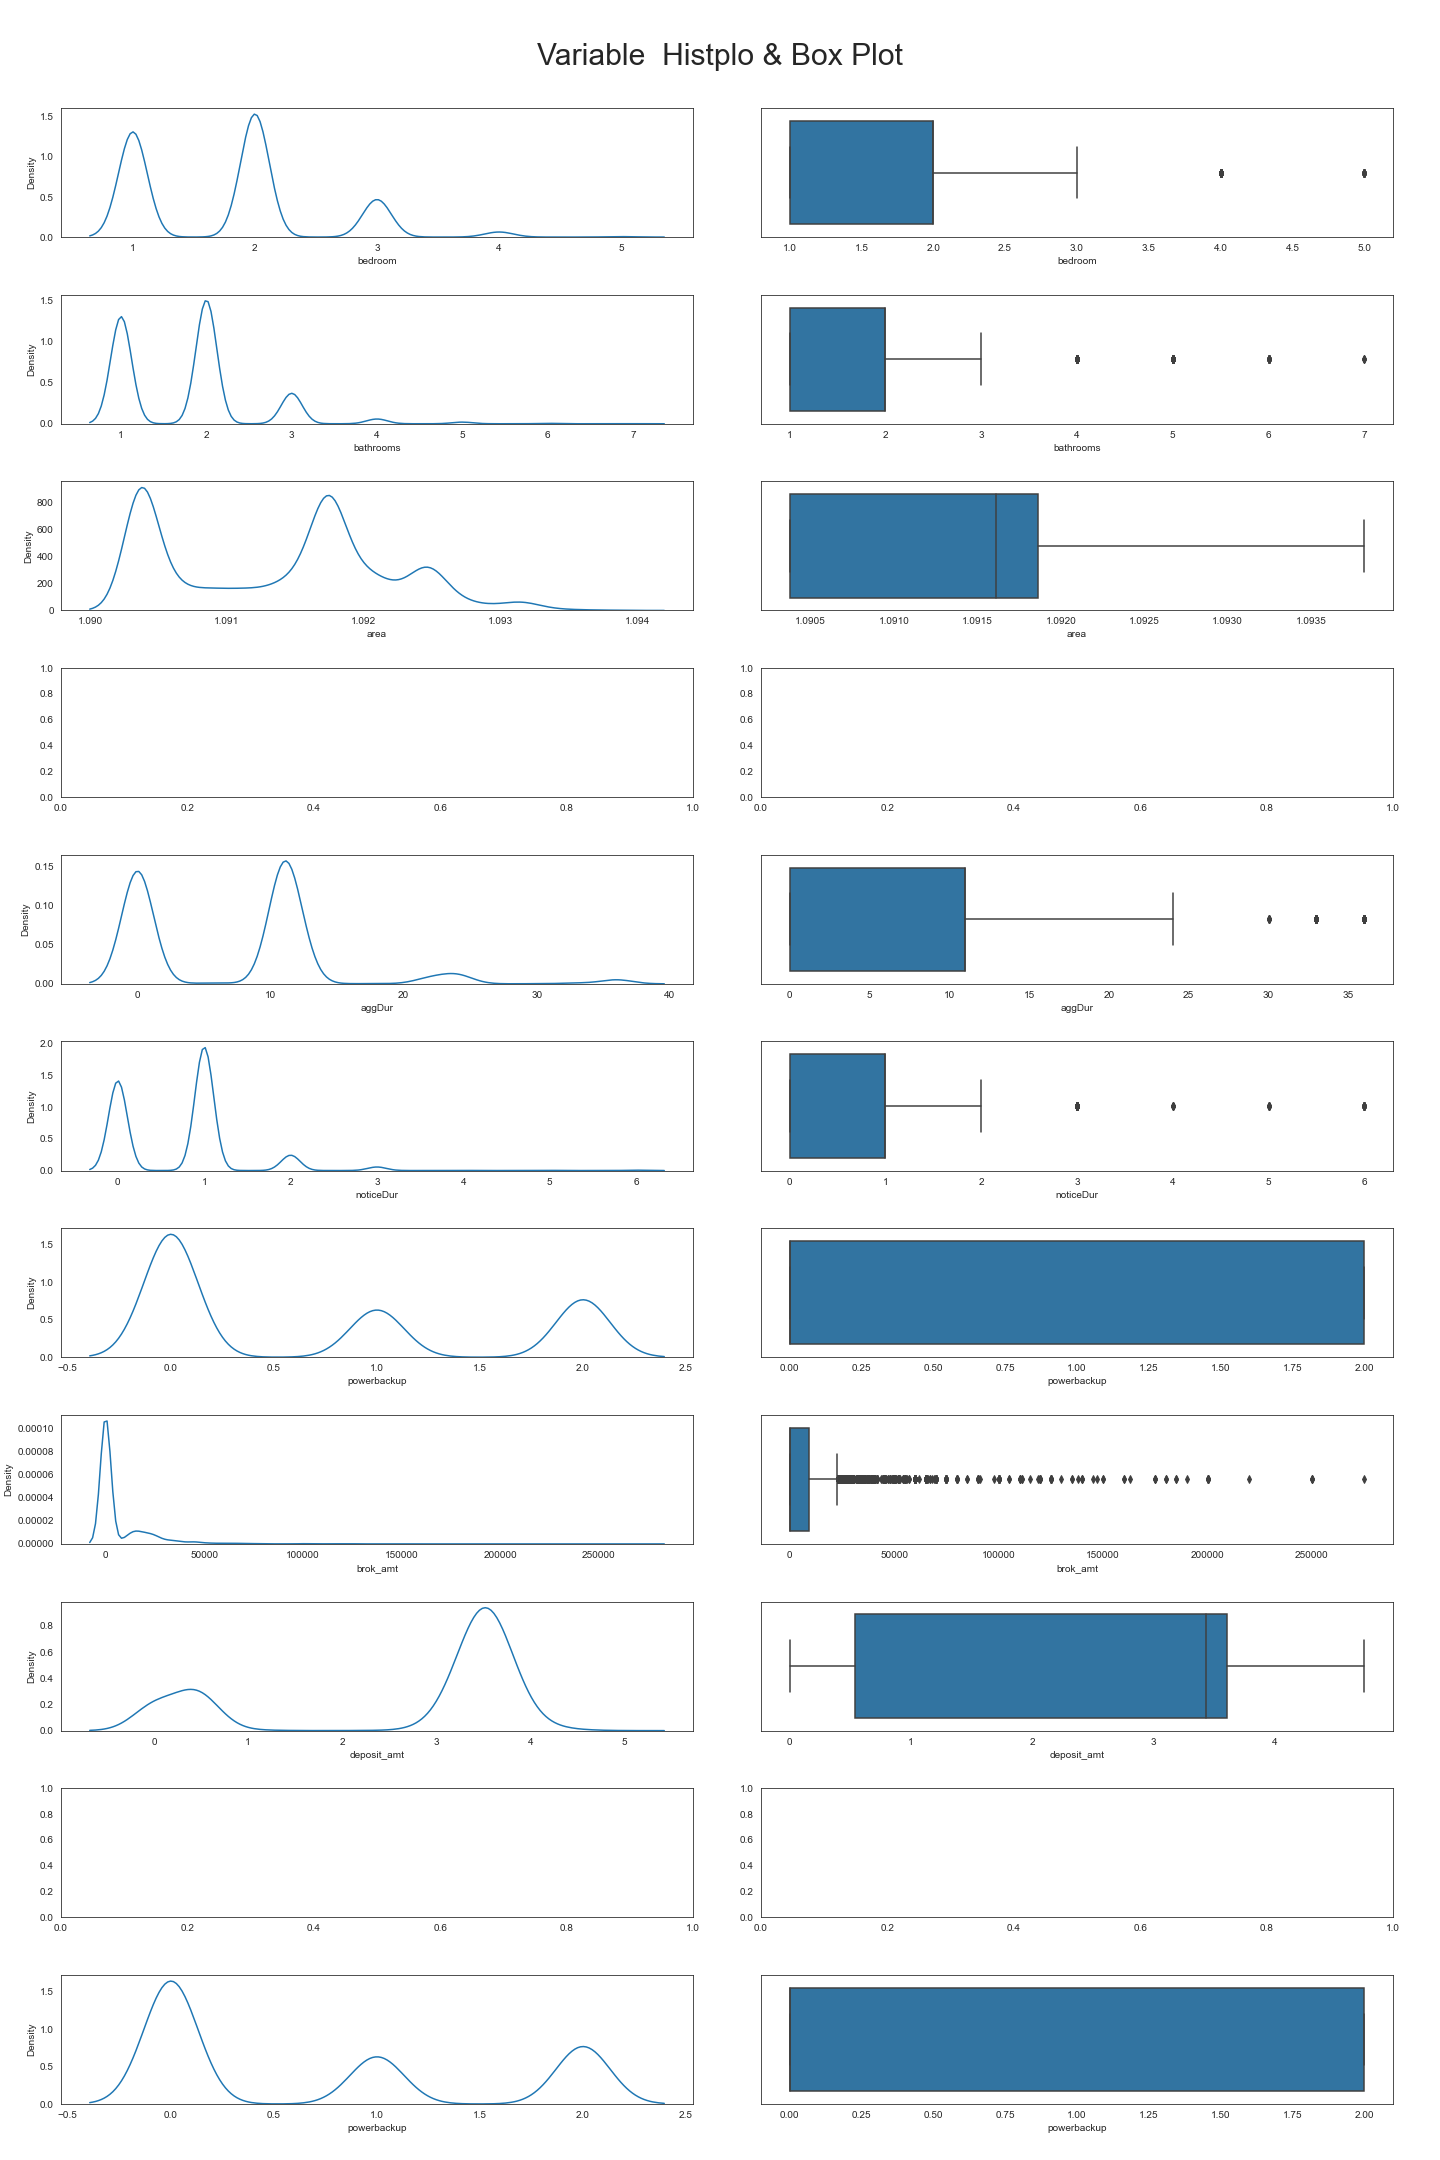 Variable  Histplo & Box Plot
1.5
1.0
0.5
0.0
Density
1 2 3 4 5
bedroom
1.0 1.5 2.0 2.5 3.0 3.5 4.0 4.5 5.0
bedroom
1.5
1.0
0.5
0.0
Density
1 2 3 4 5 6 7
bathrooms
1 2 3 4 5 6 7
bathrooms
800
600
400
200
0
Density
1.090 1.091 1.092 1.093 1.094
area
1.0905 1.0910 1.0915 1.0920 1.0925 1.0930 1.0935
area
1.0
0.8
0.6
0.4
0.2
0.0
0.0 0.2 0.4 0.6 0.8 1.0
1.0
0.8
0.6
0.4
0.2
0.0
0.0 0.2 0.4 0.6 0.8 1.0
0.15
0.10
0.05
0.00
Density
0 10 20 30 40
aggDur
0 5 10 15 20 25 30 35
aggDur
2.0
1.5
1.0
0.5
0.0
Density
0 1 2 3 4 5 6
noticeDur
0 1 2 3 4 5 6
noticeDur
1.5
1.0
0.5
0.0
Density
−0.5 0.0 0.5 1.0 1.5 2.0 2.5
powerbackup
0.00 0.25 0.50 0.75 1.00 1.25 1.50 1.75 2.00
powerbackup
0.00010
0.00008
0.00006
0.00004
0.00002
0.00000
Density
0 50000 100000 150000 200000 250000
brok_amt
0 50000 100000 150000 200000 250000
brok_amt
0.8
0.6
0.4
0.2
0.0
Density
0 1 2 3 4 5
deposit_amt
0 1 2 3 4
deposit_amt
1.0
0.8
0.6
0.4
0.2
0.0
0.0 0.2 0.4 0.6 0.8 1.0
1.0
0.8
0.6
0.4
0.2
0.0
0.0 0.2 0.4 0.6 0.8 1.0
1.5
1.0
0.5
0.0
Density
−0.5 0.0 0.5 1.0 1.5 2.0 2.5
powerbackup
0.00 0.25 0.50 0.75 1.00 1.25 1.50 1.75 2.00
powerbackup